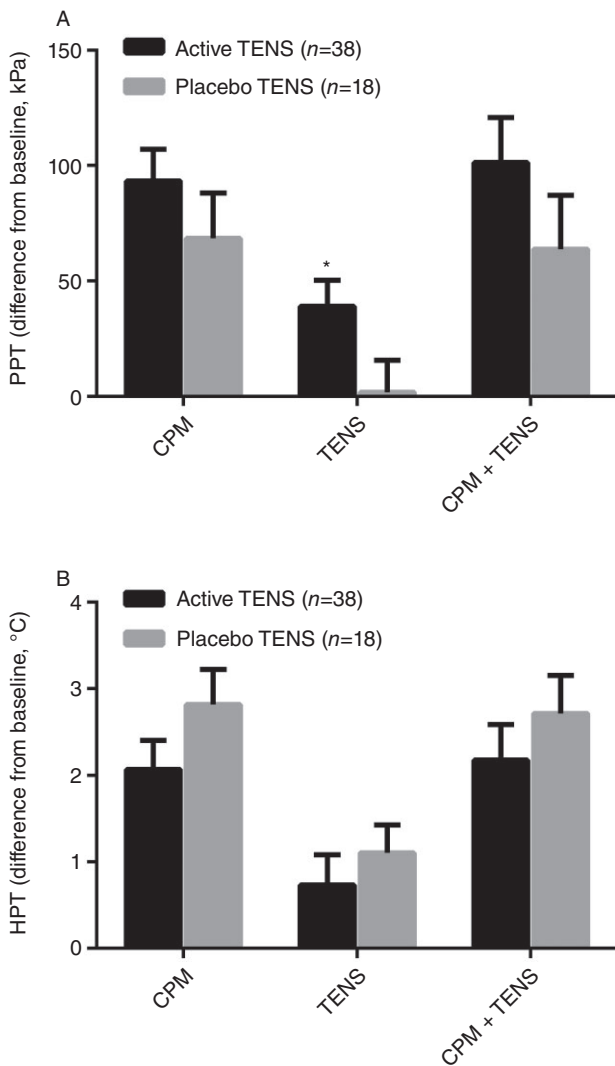 A
Active TENS (n=38)
Placebo TENS (n=18)
PPT (difference from baseline, kPa)
150
100
50
0
*
CPM
TENS
CPM + TENS
B
Active TENS (n=38)
Placebo TENS (n=18)
HPT (difference from baseline, °C)
4
3
2
1
0
CPM
TENS
CPM + TENS